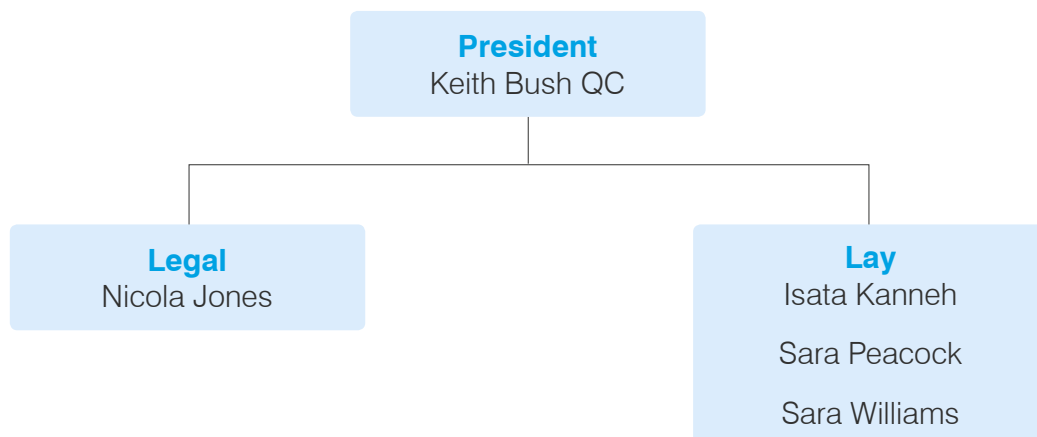 President
Keith Bush QC
Legal
Nicola Jones
Lay
Isata Kanneh
Sara Peacock
Sara Williams